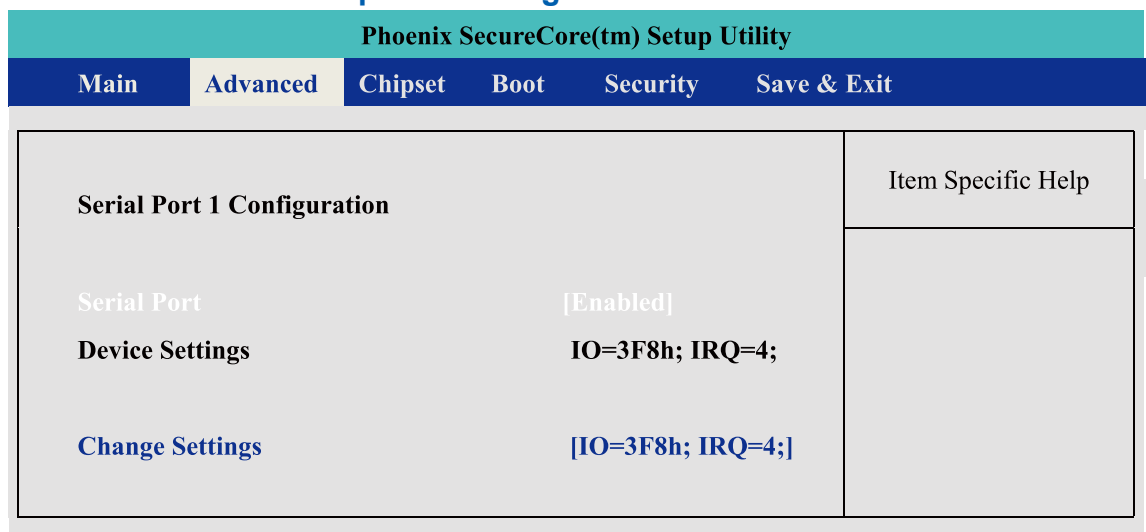 Phoenix SecureCore(tm) Setup Utility
Main Advanced Chipset Boot Security Save & Exit
Serial Port 1 Configuration
Item Specific Help
Serial Port [Enabled]
Device Settings IO=3F8h; IRQ=4;
Change Settings [IO=3F8h; IRQ=4;]